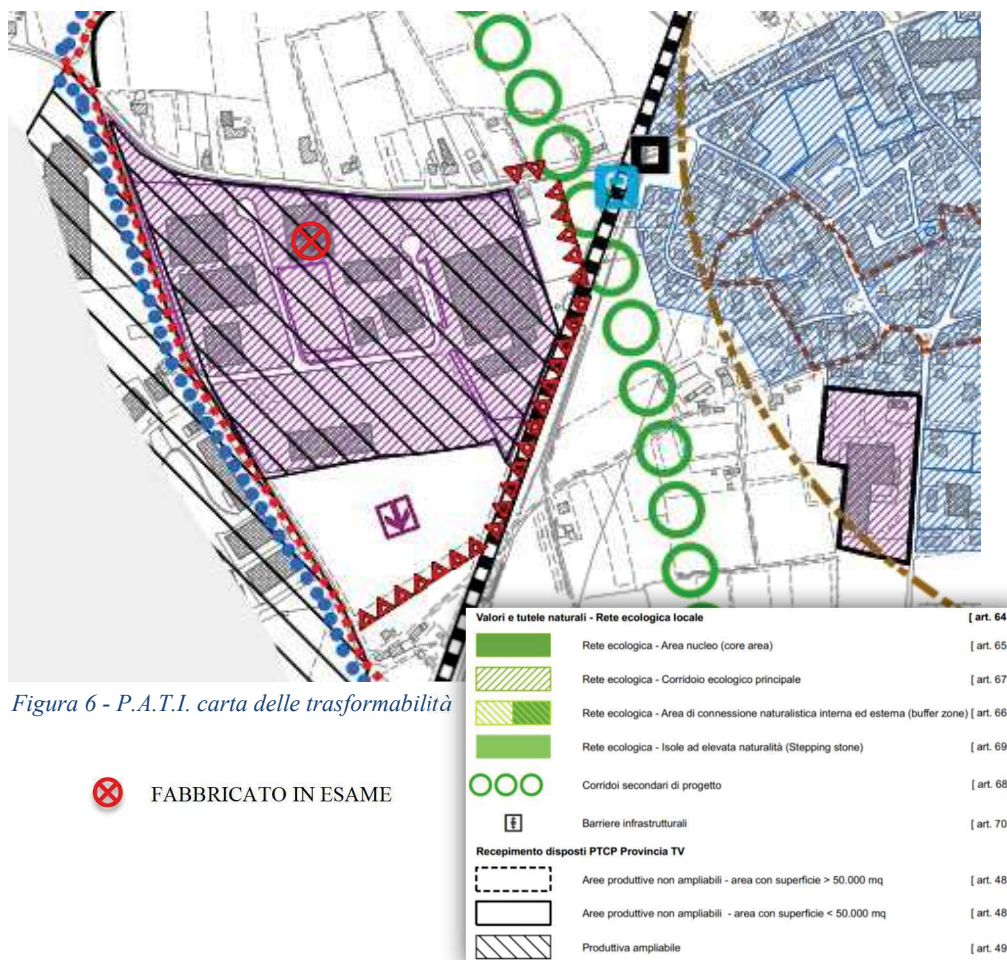 Valori e tutele naturali - Rete ecologica locale [ art. 64
Rete ecologica - Area nucleo (core area) [ art. 65
Rete ecologica - Corridoio ecologico principale [ art. 67
Rete ecologica - Area di connessione naturalistica interna ed esterna (buffer zone) [ art. 66
Rete ecologica - Isole ad elevata naturalità (Stepping stone) [ art. 69
Corridoi secondari di progetto [ art. 68
Barriere infrastrutturali [ art. 70
Recepimento disposti PTCP Provincia TV
Aree produttive non ampliabili - area con superficie > 50.000 mq [ art. 48
Aree produttive non ampliabili - area con superficie < 50.000 mq [ art. 48
Produttiva ampliabile [ art. 49
Figura 6 - P.A.T.I. carta delle trasformabilità
FABBRICATO IN ESAME